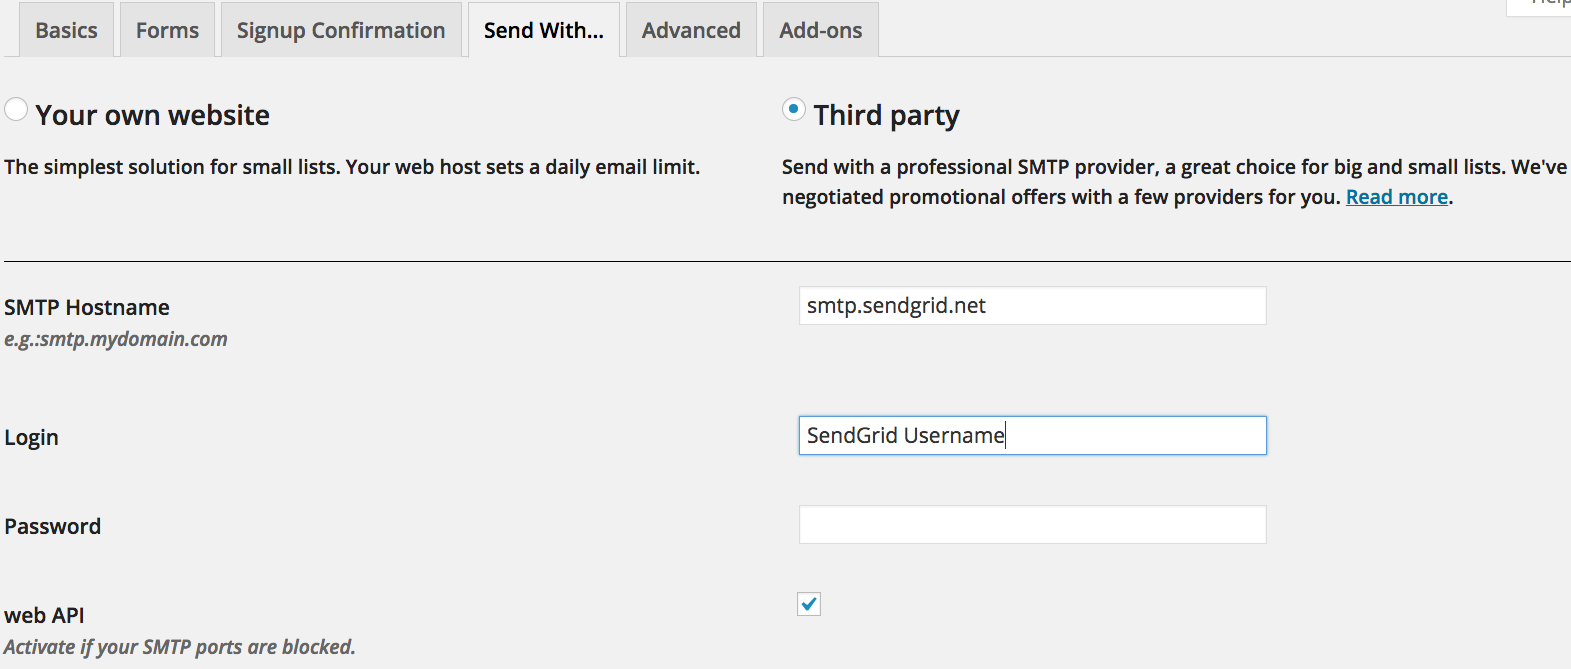 Help
Basics Forms Signup Confirmation Send With... Advanced Add-ons
Your own website
The simplest solution for small lists. Your web host sets a daily email limit.
Third party
Send with a professional SMTP provider, a great choice for big and small lists. We've
negotiated promotional offers with a few providers for you. Read more.
SMTP Hostname
e.g.:smtp.mydomain.com
smtp.sendgrid.net
Login
SendGrid Username
Password
web API
Activate if your SMTP ports are blocked.